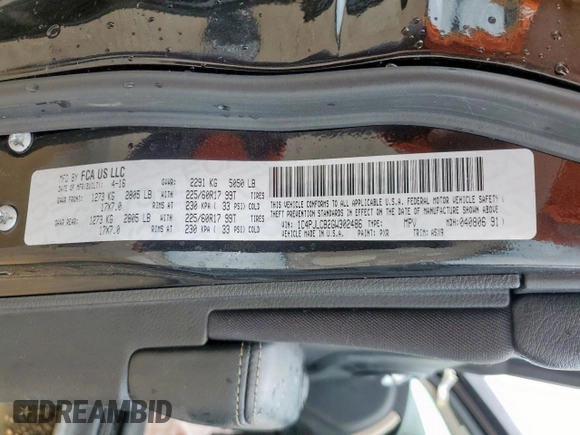 MFD BY FCA US LLC
DATE OF MFR(BUILT): 4-16 GVWR: 2291 KG 5050 LB
GAWR FRONT: 1273 KG 2805 LB WITH 225/60R17 99T TIRES
17X7.0 RIMS AT 230 KPA ( 33 PSI) COLD
GAWR REAR: 1273 KG 2805 LB WITH 225/60R17 99T TIRES
17X7.0 RIMS AT 230 KPA ( 33 PSI) COLD
THIS VEHICLE CONFORMS TO ALL APPLICABLE U.S.A. FEDERAL MOTOR VEHICLE SAFETY/
THEFT PREVENTION STANDARDS IN EFFECT ON THE DATE OF MANUFACTURE SHOWN ABOVE.
VIN: 1C4PJLCB2GW302486 TYPE: MPV MDH:040806 91
VEHICLE MADE IN U.S.A. PAINT: PXR TRIM:
DREAMBID